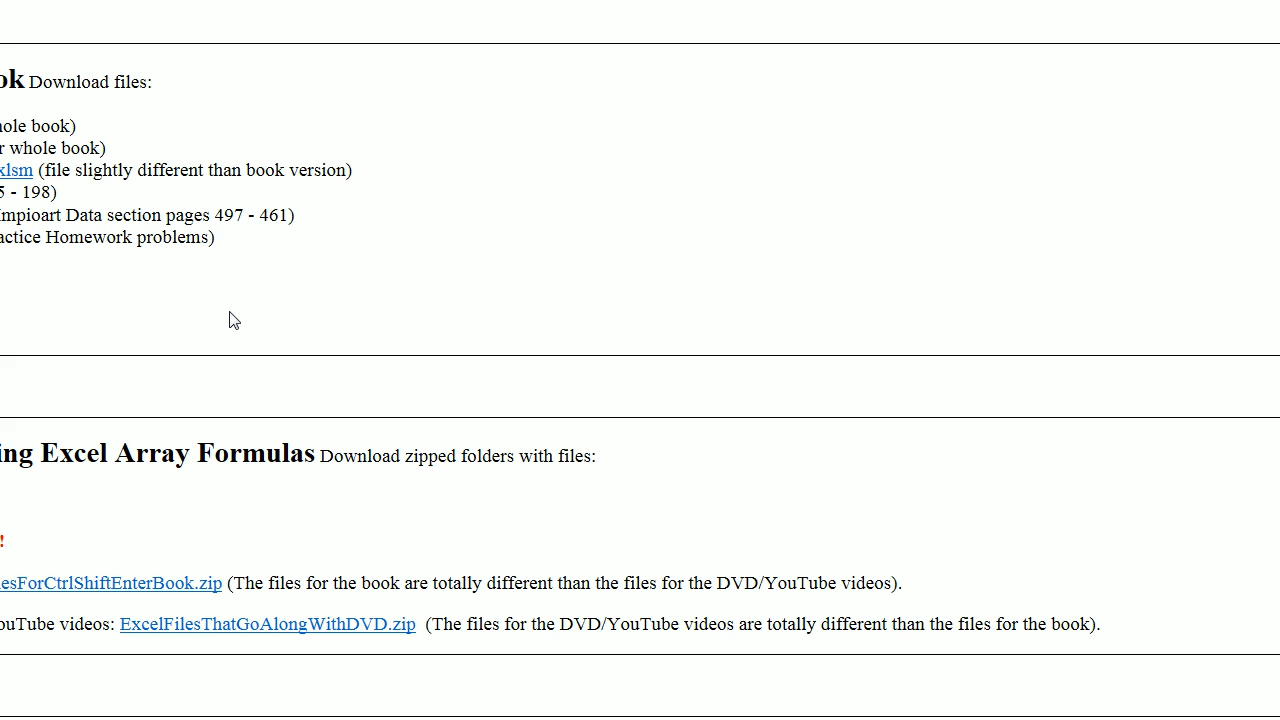 ok Download files:
ole book)
r whole book)
xlsm (file slightly different than book version)
5 - 198)
Impioart Data section pages 497 - 461)
actice Homework problems)
ing Excel Array Formulas Download zipped folders with files:
!
esForCtrlShiftEnterBook.zip (The files for the book are totally different than the files for the DVD/YouTube videos).
ouTube videos: ExcelFilesThatGoAlongWithDVD.zip (The files for the DVD/YouTube videos are totally different than the files for the book).